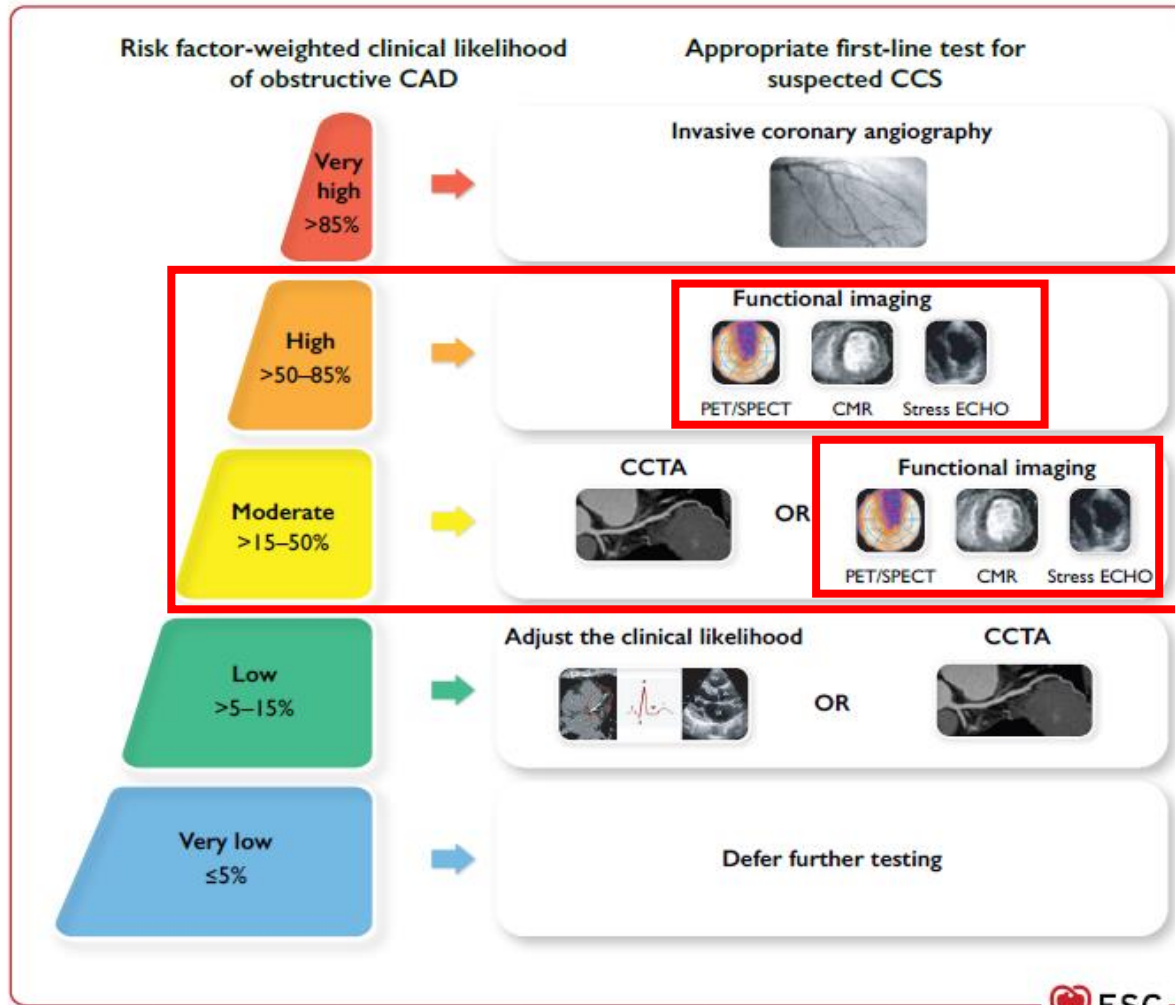 Risk factor-weighted clinical likelihood
of obstructive CAD
Appropriate first-line test for
suspected CCS
Very
high
>85%
Invasive coronary angiography
High
>50–85%
Functional imaging
PET/SPECT CMR Stress ECHO
Moderate
>15–50%
CCTA
OR
Functional imaging
PET/SPECT CMR Stress ECHO
Low
>5–15%
Adjust the clinical likelihood
OR
CCTA
Very low
≤5%
Defer further testing
ESC